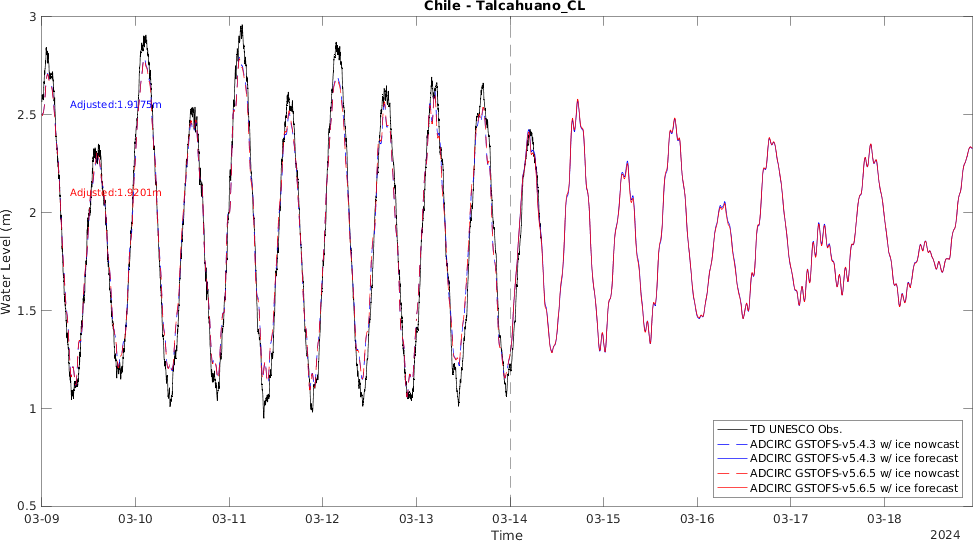 Chile - Talcahuano_CL
3
2.5
2
1.5
1
0.5
Water Level (m)
Adjusted:1.9175m
Adjusted:1.9201m
TD UNESCO Obs.
ADCIRC GSTOFS-v5.4.3 w/ ice nowcast
ADCIRC GSTOFS-v5.4.3 w/ ice forecast
ADCIRC GSTOFS-v5.6.5 w/ ice nowcast
ADCIRC GSTOFS-v5.6.5 w/ ice forecast
03-09 03-10 03-11 03-12 03-13 03-14 03-15 03-16 03-17 03-18
Time
2024